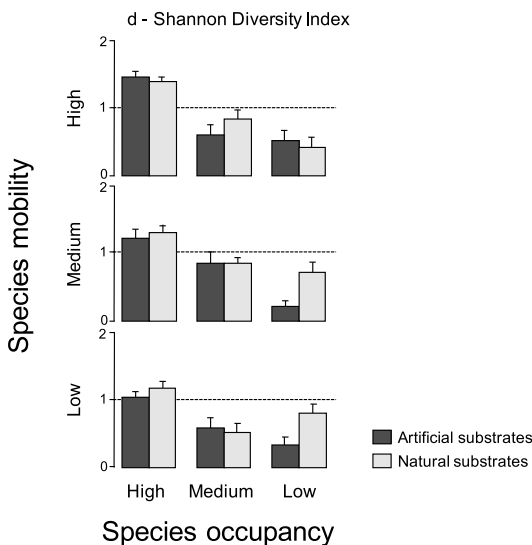 d - Shannon Diversity Index
Species mobility
High
2
1
0
Medium
2
1
0
Low
2
1
0
High Medium Low
Species occupancy
Artificial substrates
Natural substrates